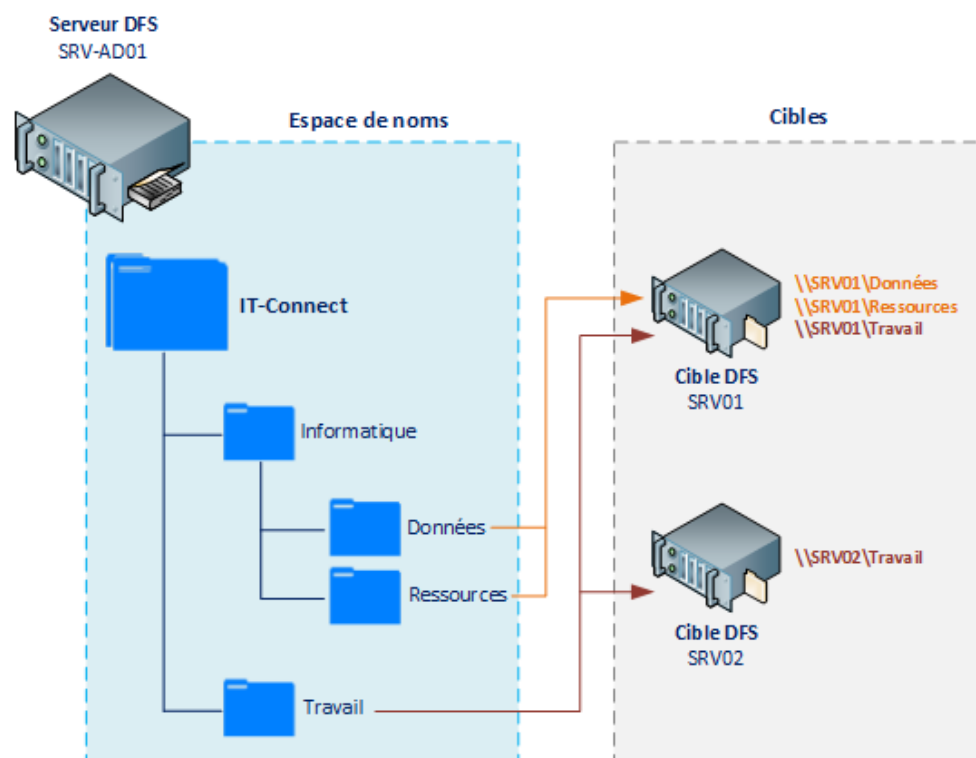 Serveur DFS
SRV-AD01
Espace de noms
Cibles
IT-Connect
Informatique
Données
Ressources
Travail
\\SRV01\Données
\\SRV01\Ressources
\\SRV01\Travail
Cible DFS
SRV01
\\SRV02\Travail
Cible DFS
SRV02